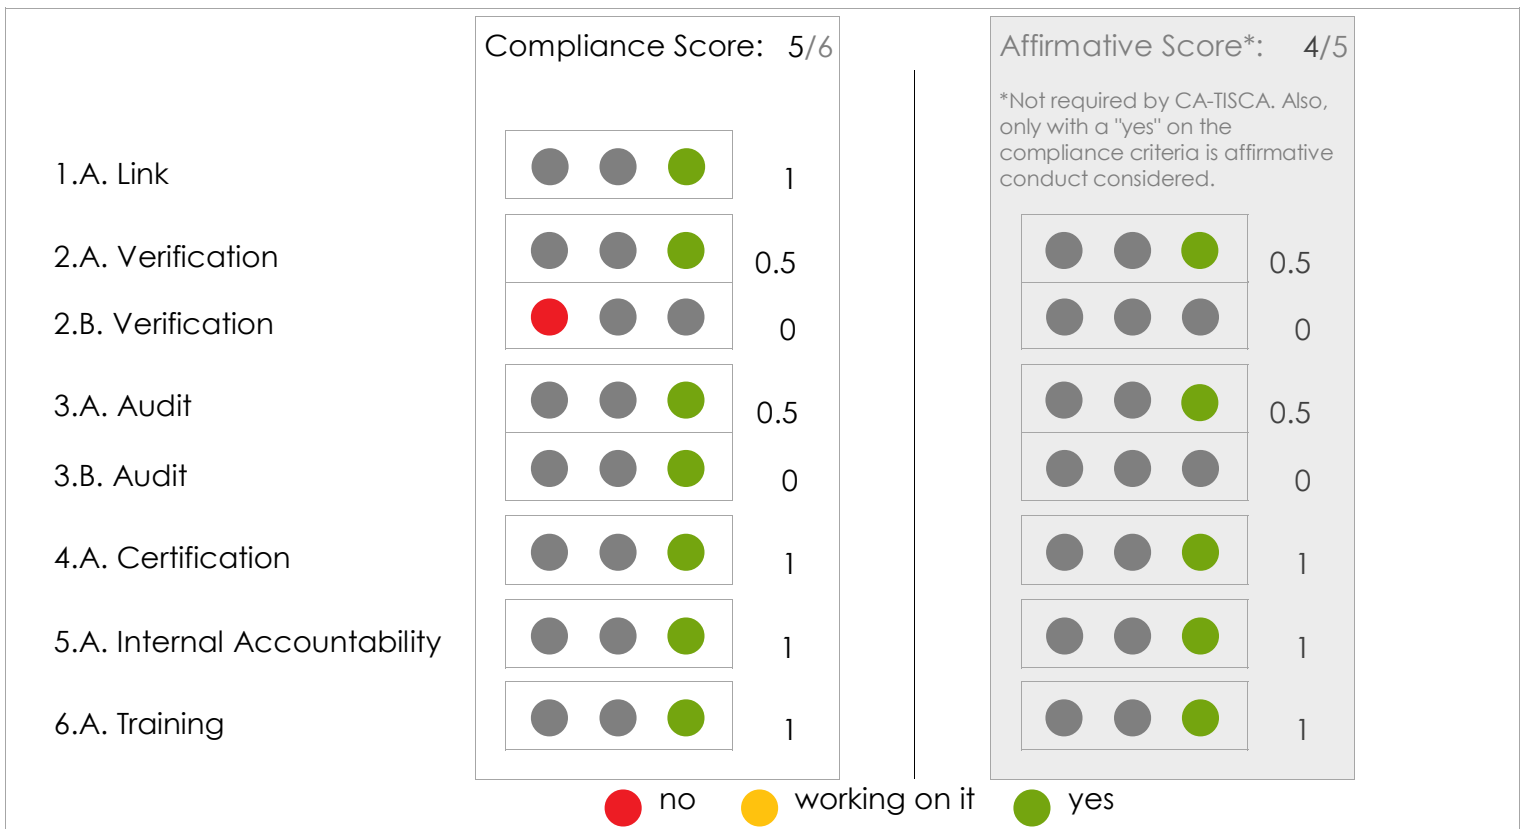 Compliance Score: 5/6
Affirmative Score*: 4/5
*Not required by CA-TISCA. Also,
only with a "yes" on the
compliance criteria is affirmative
conduct considered.
1.A. Link 1
2.A. Verification 0.5 0.5
2.B. Verification 0 0
3.A. Audit 0.5 0.5
3.B. Audit 0 0
4.A. Certification 1 1
5.A. Internal Accountability 1 1
6.A. Training 1 1
no working on it yes